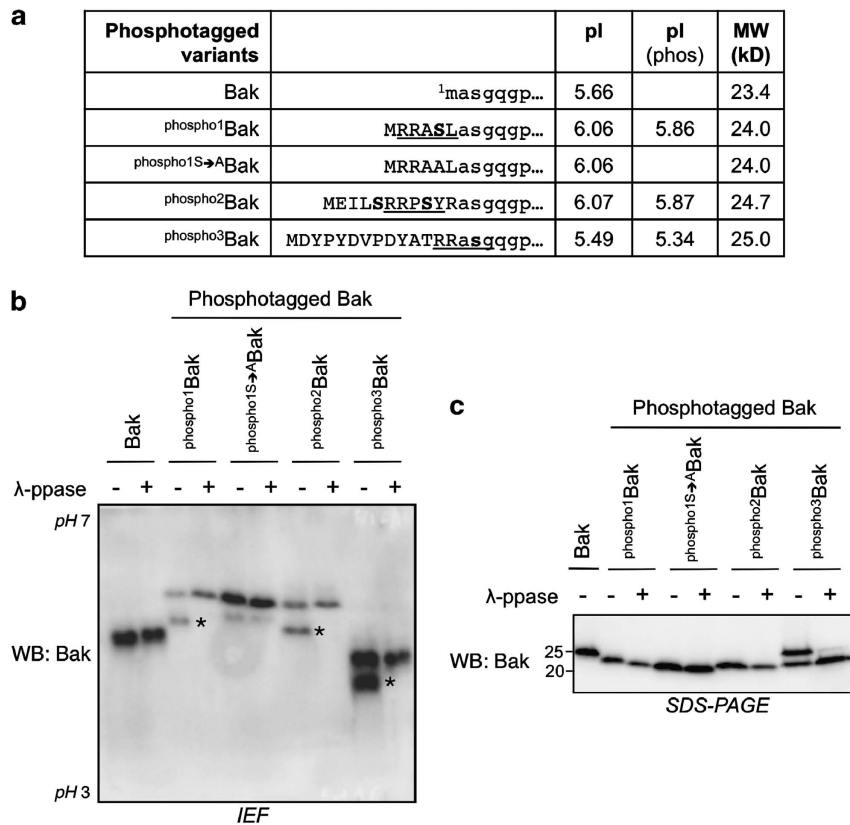 a
Phosphotagged variants pI pI (phos) MW (kD)
Bak ¹masgqgp… 5.66 23.4
phospho1Bak MRRASLasgqgp… 6.06 5.86 24.0
phospho1S→ABak MRRAALasgqgp… 6.06 24.0
phospho2Bak MEILSRRPSYRasgqgp… 6.07 5.87 24.7
phospho3Bak MDYPYDVPDYATRRasgqgp… 5.49 5.34 25.0
b
Phosphotagged Bak
Bak phospho1Bak phospho1S→ABak phospho2Bak phospho3Bak
λ-ppase - + - + - + - + - +
pH 7
* *
WB: Bak
*
pH 3
IEF
c
Phosphotagged Bak
Bak phospho1Bak phospho1S→ABak phospho2Bak phospho3Bak
λ-ppase - - + - + - + - +
WB: Bak
25
20
SDS-PAGE